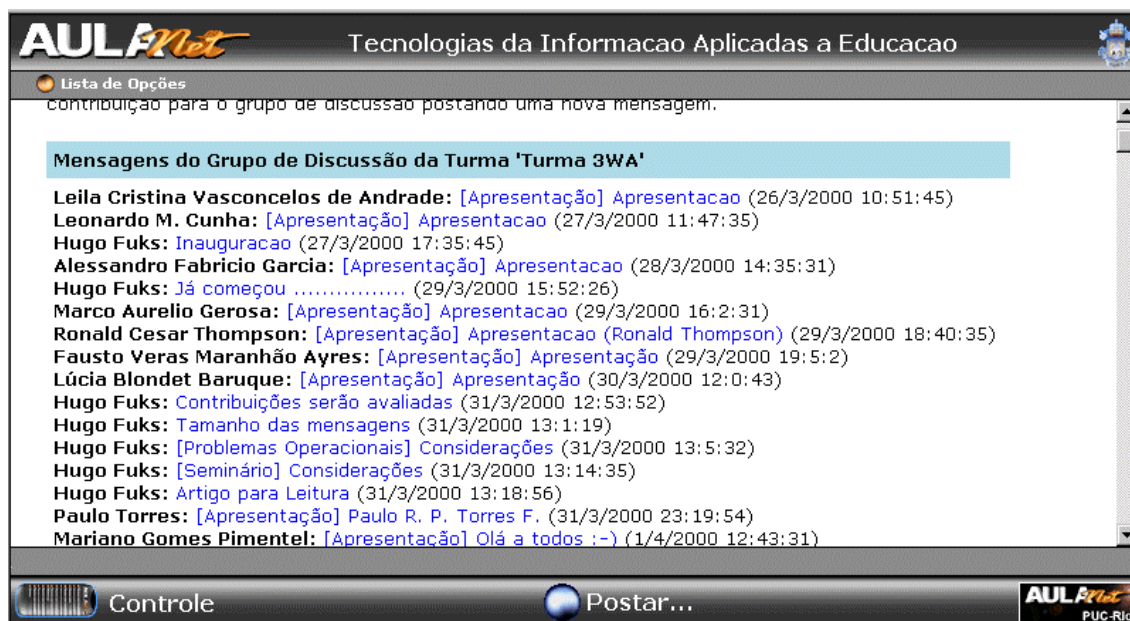 AULANet
Tecnologias da Informacao Aplicadas a Educacao
Lista de Opções
contribuição para o grupo de discussão postando uma nova mensagem.
Mensagens do Grupo de Discussão da Turma 'Turma 3WA'
Leila Cristina Vasconcelos de Andrade: [Apresentação] Apresentacao (26/3/2000 10:51:45)
Leonardo M. Cunha: [Apresentação] Apresentacao (27/3/2000 11:47:35)
Hugo Fuks: Inauguracao (27/3/2000 17:35:45)
Alessandro Fabricio Garcia: [Apresentação] Apresentacao (28/3/2000 14:35:31)
Hugo Fuks: Já começou ................ (29/3/2000 15:52:26)
Marco Aurelio Gerosa: [Apresentação] Apresentacao (29/3/2000 16:2:31)
Ronald Cesar Thompson: [Apresentação] Apresentacao (Ronald Thompson) (29/3/2000 18:40:35)
Fausto Veras Maranhão Ayres: [Apresentação] Apresentação (29/3/2000 19:5:2)
Lúcia Blondet Baruque: [Apresentação] Apresentação (30/3/2000 12:0:43)
Hugo Fuks: Contribuições serão avaliadas (31/3/2000 12:53:52)
Hugo Fuks: Tamanho das mensagens (31/3/2000 13:1:19)
Hugo Fuks: [Problemas Operacionais] Considerações (31/3/2000 13:5:32)
Hugo Fuks: [Seminário] Considerações (31/3/2000 13:14:35)
Hugo Fuks: Artigo para Leitura (31/3/2000 13:18:56)
Paulo Torres: [Apresentação] Paulo R. P. Torres F. (31/3/2000 23:19:54)
Mariano Gomes Pimentel: [Apresentação] Olá a todos :-) (1/4/2000 12:43:31)
Controle
Postar...
AULANet
PUC-Rio